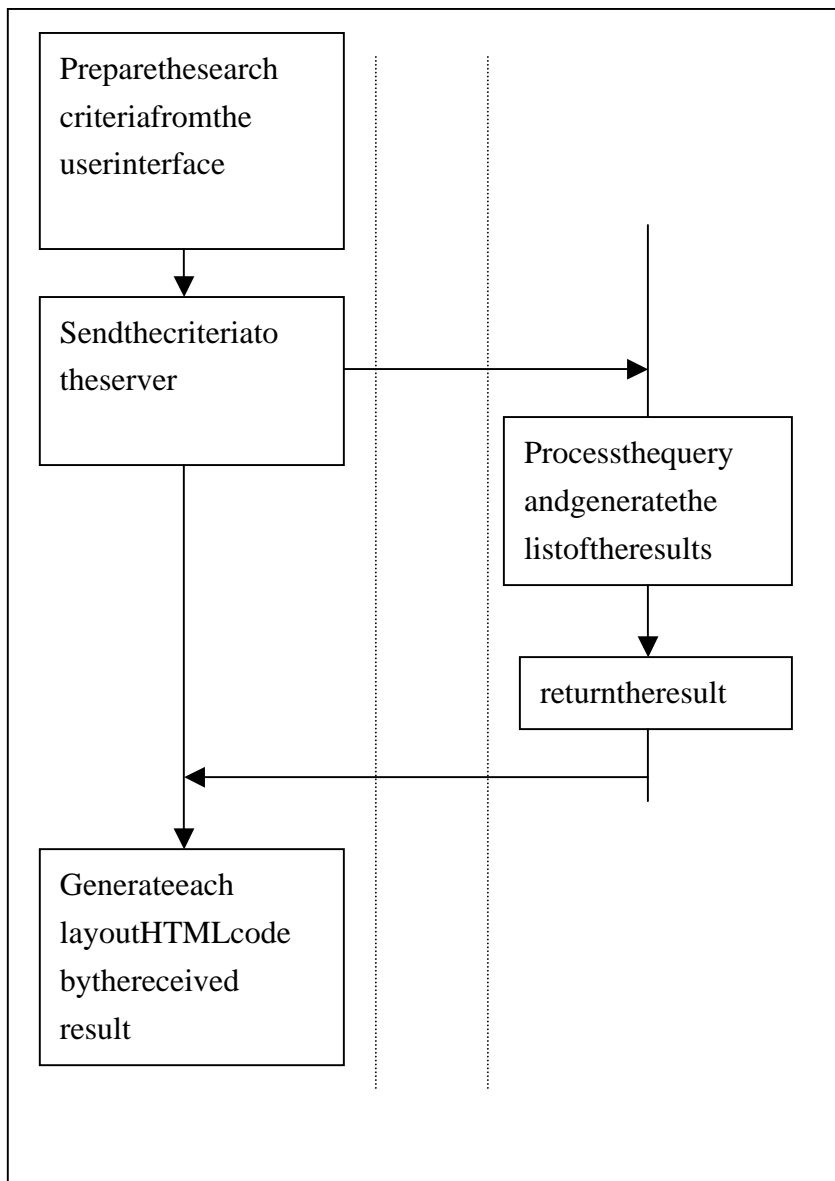 Preparethesearch
criteriafromthe
userinterface
Sendthecriteriato
theserver
Processthequery
andgeneratethe
listoftheresults
returntheresult
Generateeach
layoutHTMLcode
bythereceived
result